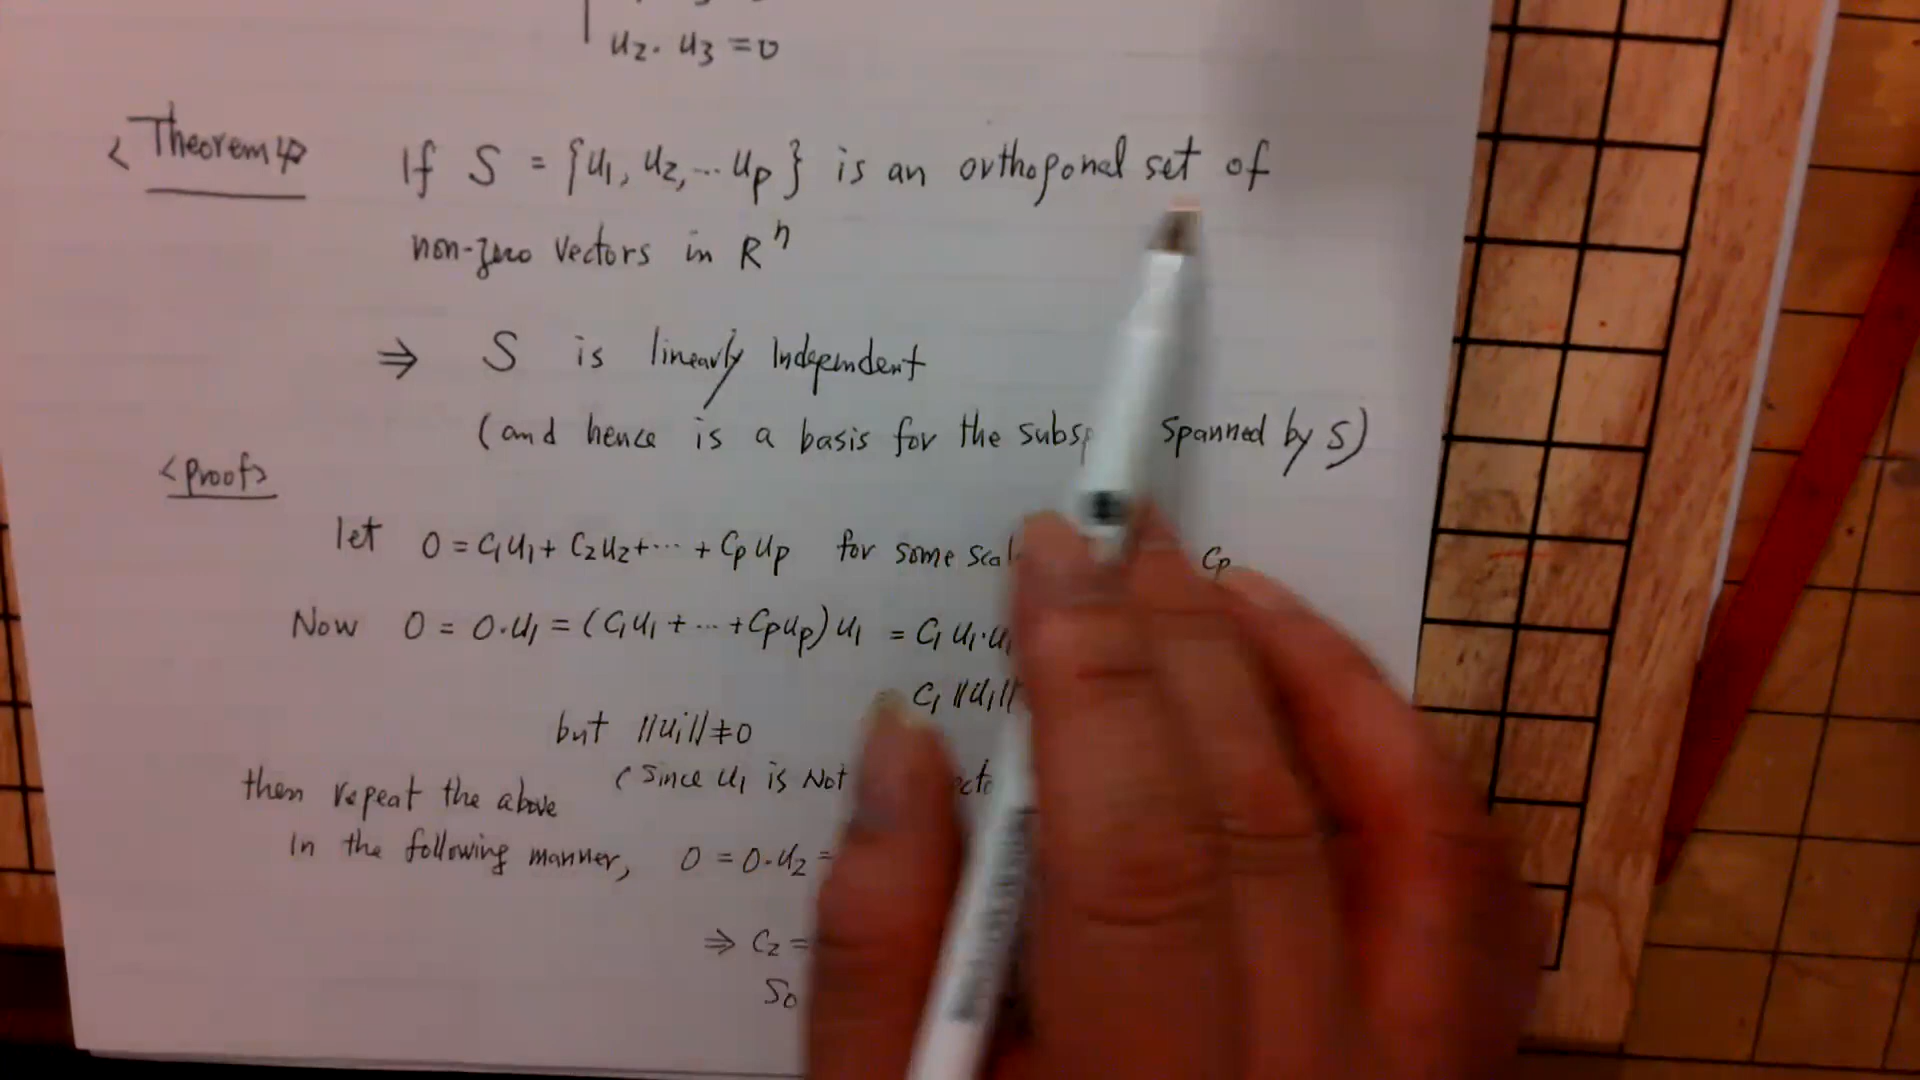 u2. u3 = 0
<Theorem 4> If S = {u1, u2, ... up} is an orthogonal set of
non-zero vectors in R^n
⇒ S is linearly Independent
(and hence is a basis for the spanned by S)
<proof>
let 0 = c1u1 + c2u2 + ... + cpup for some cp
Now 0 = 0.u1 = (c1u1 + ... + cpup) u1 = c1 u1.u1
c1 ||u1||
but ||u1|| ≠ 0
(since u1 is Not
then repeat the above
In the following manner, 0 = 0.u2 =
⇒ c2 =
So